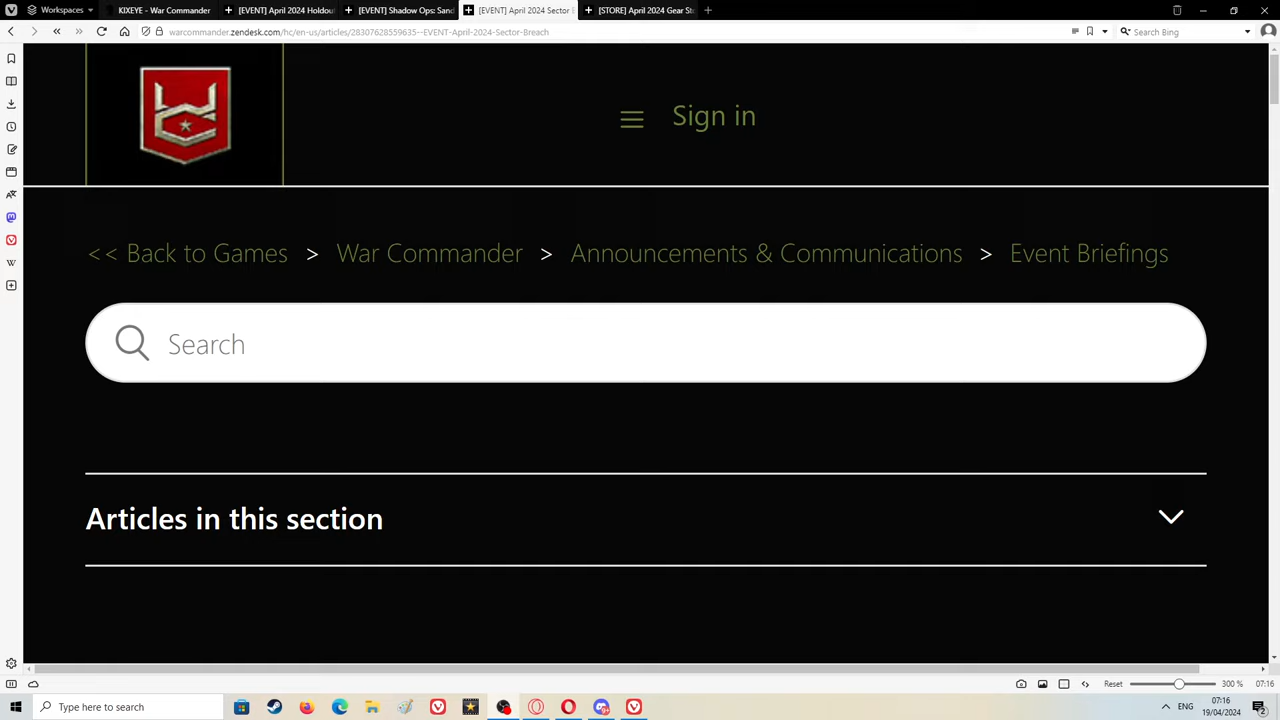 Workspaces
KIXEYE - War Commander
[EVENT] April 2024 Holdou
[EVENT] Shadow Ops: Sand
[EVENT] April 2024 Sector B
[STORE] April 2024 Gear St
warcommander.zendesk.com/hc/en-us/articles/28307628559635--EVENT-April-2024-Sector-Breach
Search Bing
Sign in
<< Back to Games > War Commander > Announcements & Communications > Event Briefings
Search
Articles in this section
Reset
300 %
07:16
Type here to search
ENG
07:16
19/04/2024
2